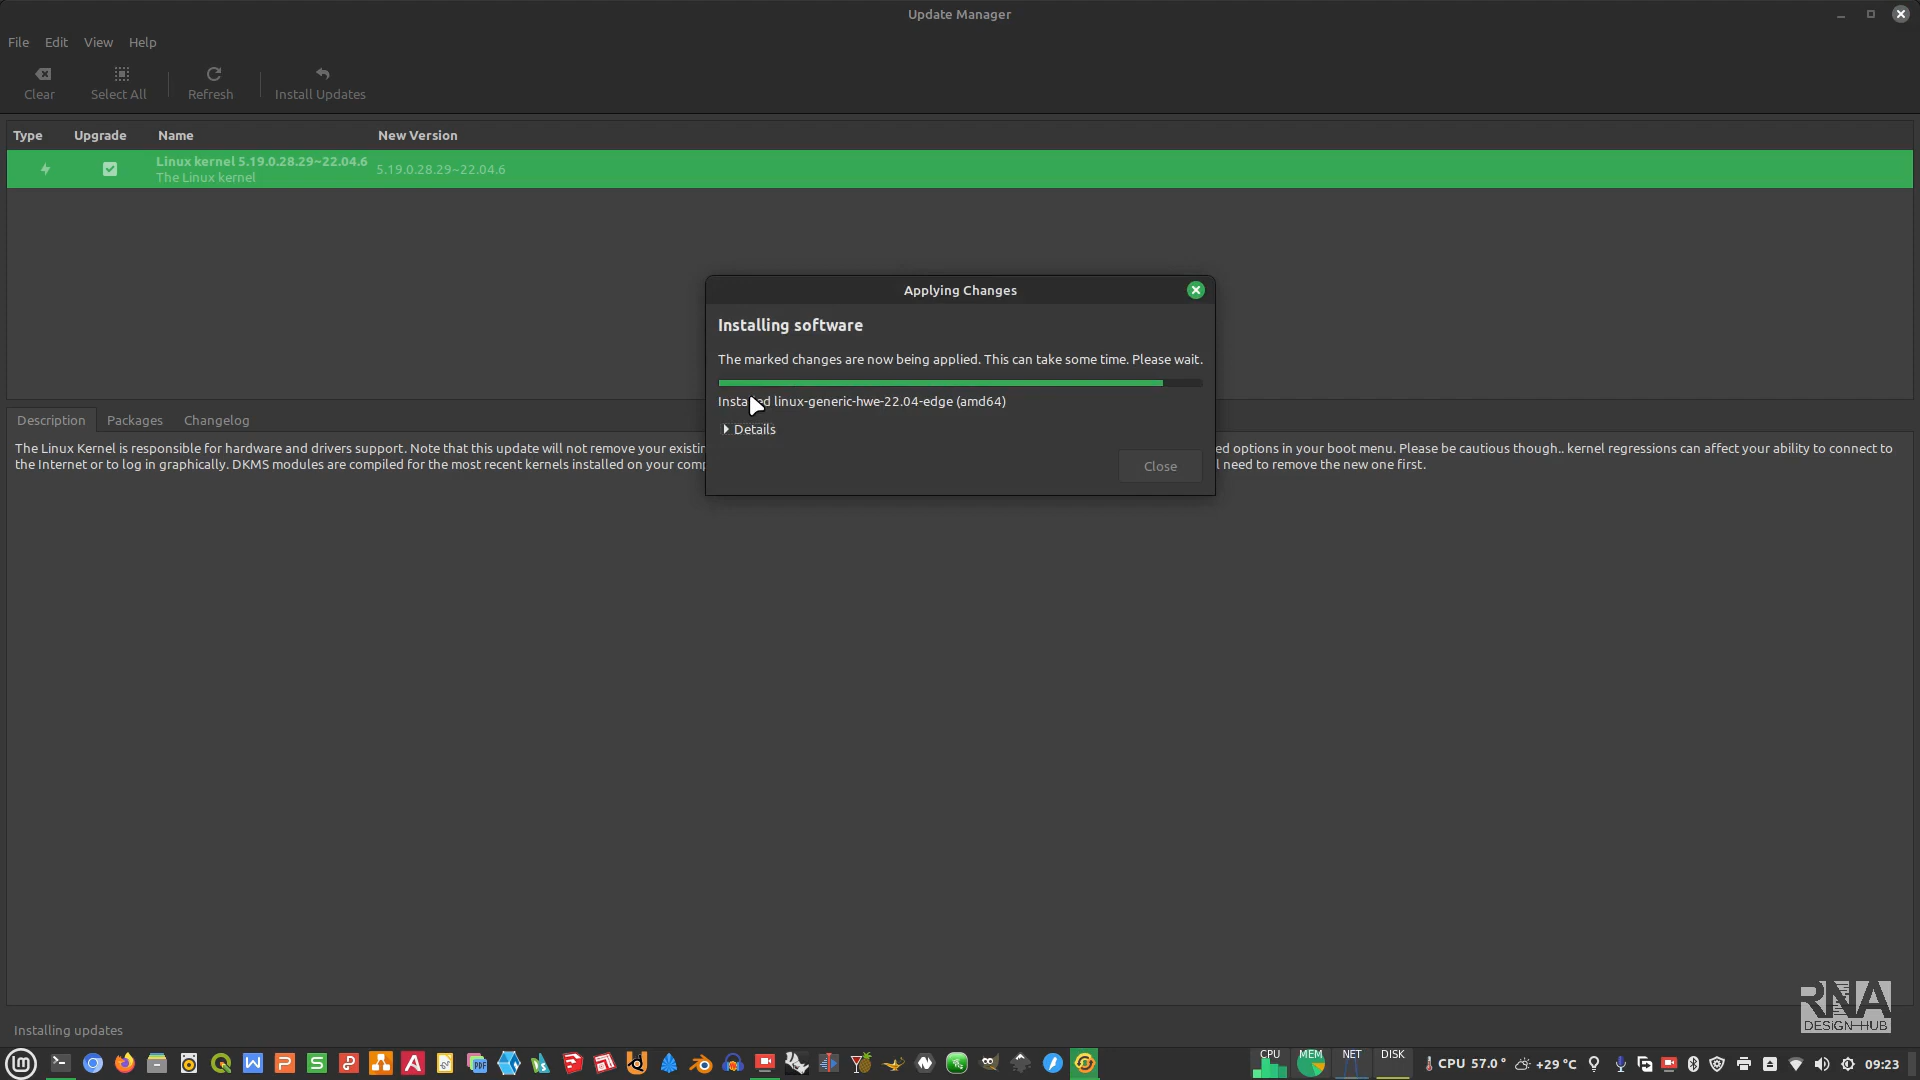 Update Manager
File Edit View Help
Clear Select All Refresh Install Updates
Type Upgrade Name New Version
Linux kernel 5.19.0.28.29~22.04.6
The Linux kernel
5.19.0.28.29~22.04.6
Applying Changes
Installing software
The marked changes are now being applied. This can take some time. Please wait.
linux-generic-hwe-22.04-edge (amd64)
Details
Close
Description Packages Changelog
The Linux Kernel is responsible for hardware and drivers support. Note that this update will not remove your existin
ed options in your boot menu. Please be cautious though.. kernel regressions can affect your ability to connect to
the Internet or to log in graphically. DKMS modules are compiled for the most recent kernels installed on your comp
l need to remove the new one first.
RNA
DESIGN-HUB
Installing updates
CPU MEM NET DISK
CPU 57.0° +29°C 09:23